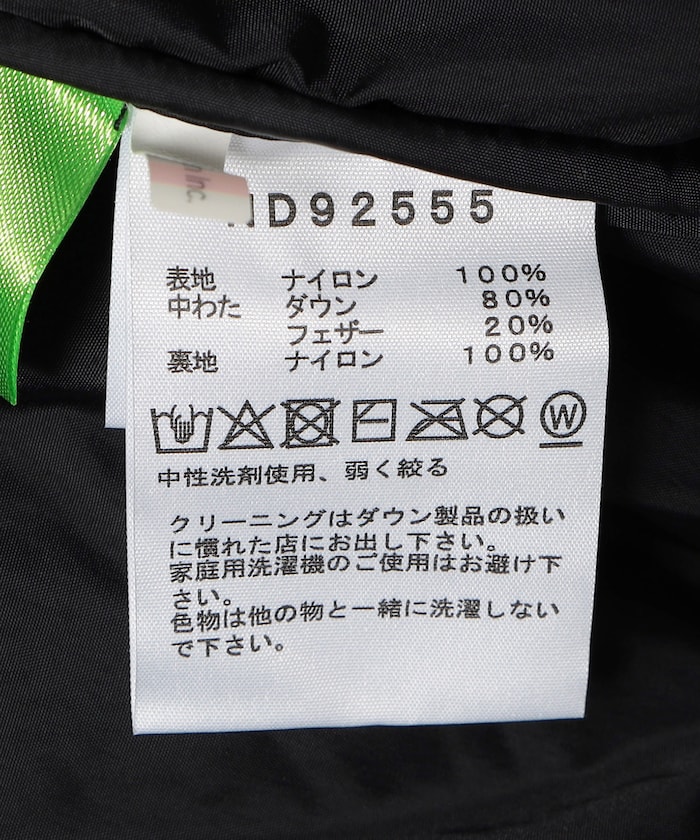 Inc.
ND92555
表地 ナイロン 100%
中わた ダウン 80%
フェザー 20%
裏地 ナイロン 100%
W
中性洗剤使用、弱く絞る
クリーニングはダウン製品の扱い
に慣れた店にお出し下さい。
家庭用洗濯機のご使用はお避け下
さい。
色物は他の物と一緒に洗濯しない
で下さい。